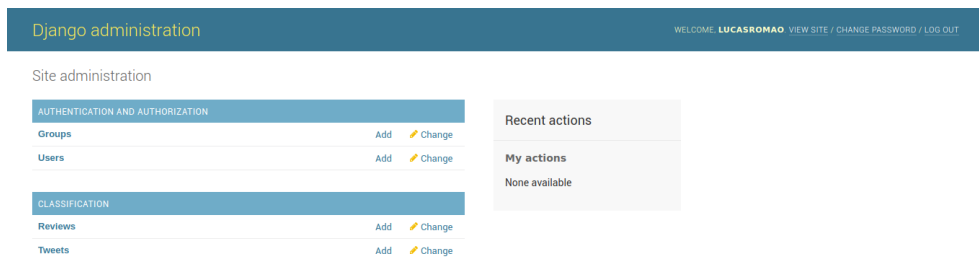 Django administration
WELCOME, LUCASROMAO. VIEW SITE / CHANGE PASSWORD / LOG OUT
Site administration
AUTHENTICATION AND AUTHORIZATION
Groups Add Change
Users Add Change
CLASSIFICATION
Reviews Add Change
Tweets Add Change
Recent actions
My actions
None available